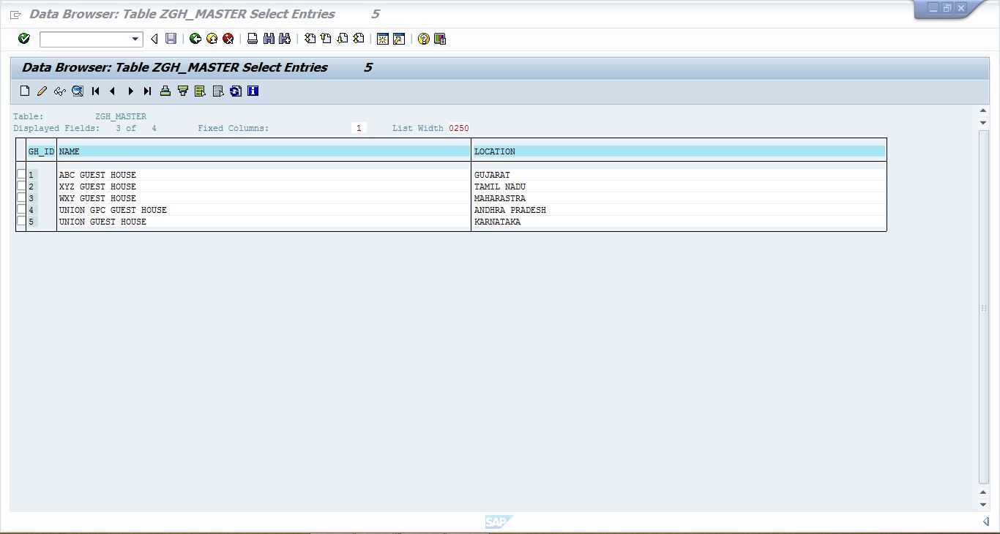 Data Browser: Table ZGH_MASTER Select Entries 5
Data Browser: Table ZGH_MASTER Select Entries 5
Table: ZGH_MASTER
Displayed Fields: 3 of 4 Fixed Columns: 1 List Width 0250
GH_ID NAME LOCATION
1 ABC GUEST HOUSE GUJARAT
2 XYZ GUEST HOUSE TAMIL NADU
3 WXY GUEST HOUSE MAHARASTRA
4 UNION GPC GUEST HOUSE ANDHRA PRADESH
5 UNION GUEST HOUSE KARNATAKA
SAP